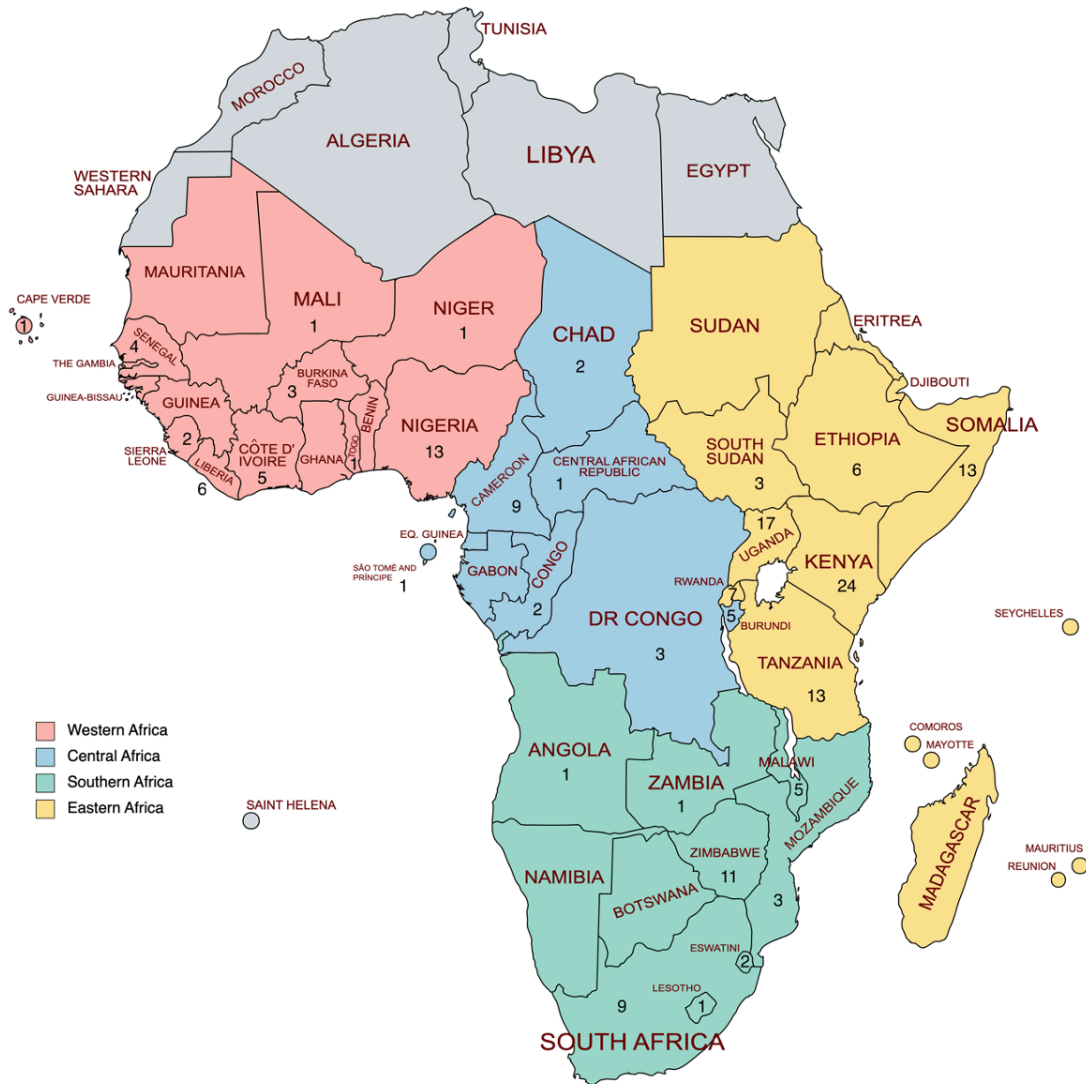 TUNISIA
MOROCCO
ALGERIA
LIBYA
EGYPT
WESTERN
SAHARA
MAURITANIA
CAPE VERDE
1
MALI
1
NIGER
1
CHAD
2
SUDAN
ERITREA
SENEGAL
4
THE GAMBIA
GUINEA-BISSAU
BURKINA
FASO
3
DJIBOUTI
GUINEA
2
SIERRA
LEONE
LIBERIA
6
CÔTE D'
IVOIRE
5
GHANA
TOGO
1
BENIN
NIGERIA
13
SOUTH
SUDAN
3
ETHIOPIA
6
SOMALIA
13
CAMEROON
9
CENTRAL AFRICAN
REPUBLIC
1
EQ. GUINEA
SÃO TOMÉ AND
PRÍNCIPE
1
GABON
CONGO
2
DR CONGO
3
17
UGANDA
KENYA
24
RWANDA
7
5
BURUNDI
TANZANIA
13
SEYCHELLES
COMOROS
MAYOTTE
Western Africa
Central Africa
Southern Africa
Eastern Africa
ANGOLA
1
ZAMBIA
1
MALAWI
5
MOZAMBIQUE
3
SAINT HELENA
NAMIBIA
BOTSWANA
ZIMBABWE
11
MADAGASCAR
MAURITIUS
REUNION
ESWATINI
2
LESOTHO
1
9
SOUTH AFRICA